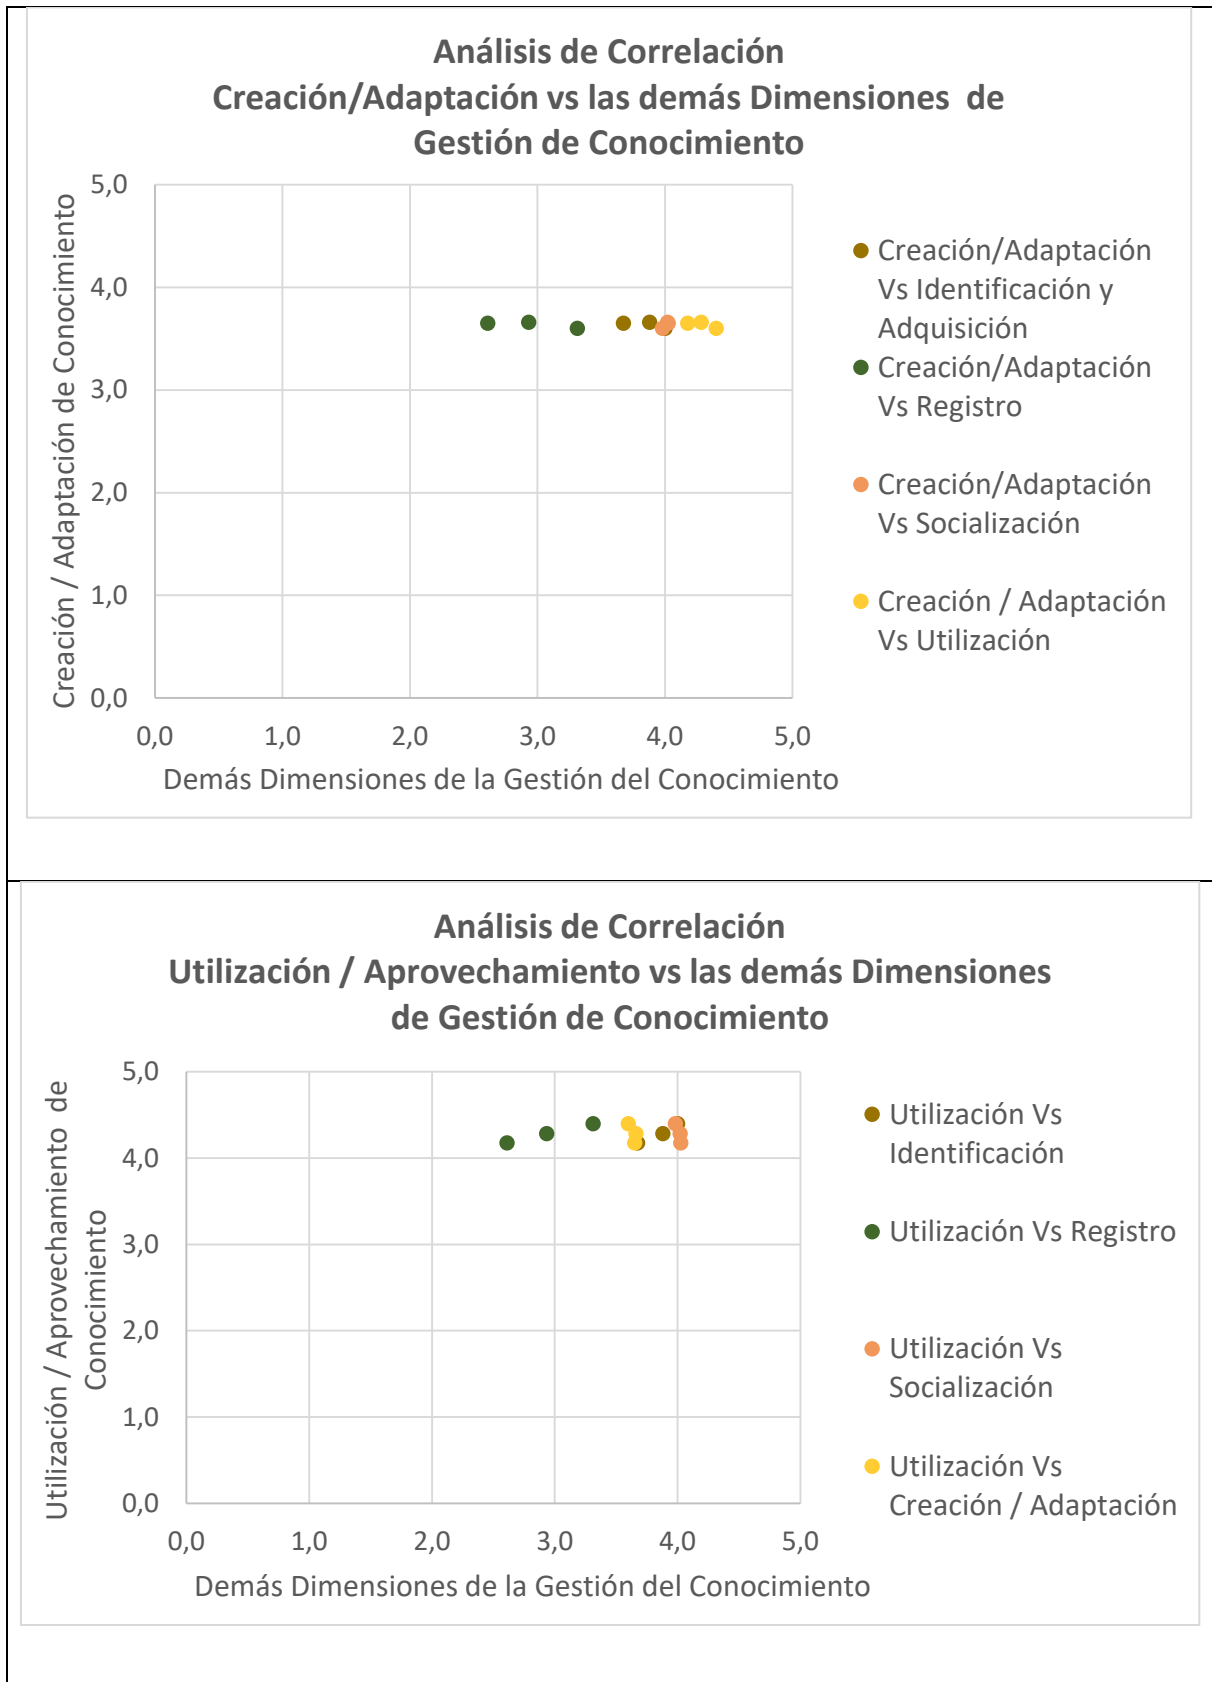 Análisis de Correlación
Creación/Adaptación vs las demás Dimensiones de
Gestión de Conocimiento
Creación / Adaptación de Conocimiento
5,0
4,0
3,0
2,0
1,0
0,0
0,0 1,0 2,0 3,0 4,0 5,0
Demás Dimensiones de la Gestión del Conocimiento
Creación/Adaptación
Vs Identificación y
Adquisición
Creación/Adaptación
Vs Registro
Creación/Adaptación
Vs Socialización
Creación / Adaptación
Vs Utilización
Análisis de Correlación
Utilización / Aprovechamiento vs las demás Dimensiones
de Gestión de Conocimiento
Utilización / Aprovechamiento de
Conocimiento
5,0
4,0
3,0
2,0
1,0
0,0
0,0 1,0 2,0 3,0 4,0 5,0
Demás Dimensiones de la Gestión del Conocimiento
Utilización Vs
Identificación
Utilización Vs Registro
Utilización Vs
Socialización
Utilización Vs
Creación / Adaptación